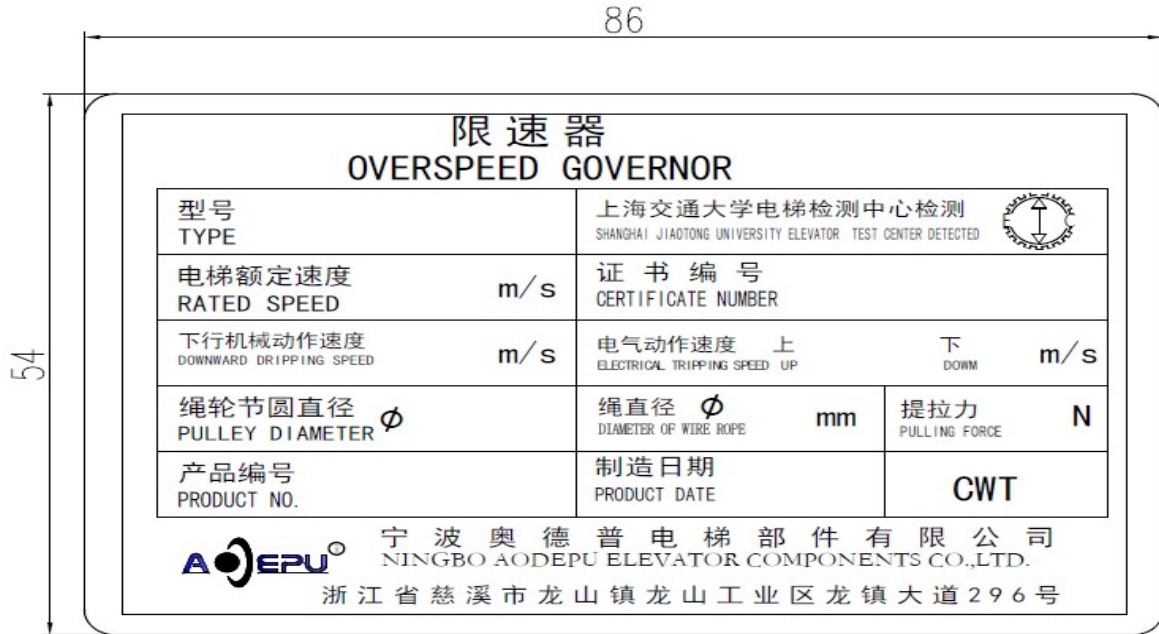 86
54
限速器
OVERSPEED GOVERNOR
型号
TYPE
上海交通大学电梯检测中心检测
SHANGHAI JIAOTONG UNIVERSITY ELEVATOR TEST CENTER DETECTED
电梯额定速度 m/s
RATED SPEED
证书编号
CERTIFICATE NUMBER
下行机械动作速度 m/s
DOWNWARD DRIPPING SPEED
电气动作速度 上 下 m/s
ELECTRICAL TRIPPING SPEED UP DOWM
绳轮节圆直径 Φ
PULLEY DIAMETER
绳直径 Φ mm
DIAMETER OF WIRE ROPE
提拉力 N
PULLING FORCE
产品编号
PRODUCT NO.
制造日期
PRODUCT DATE
CWT
AODEPU®
宁波奥德普电梯部件有限公司
NINGBO AODEPU ELEVATOR COMPONENTS CO.,LTD.
浙江省慈溪市龙山镇龙山工业区龙镇大道296号